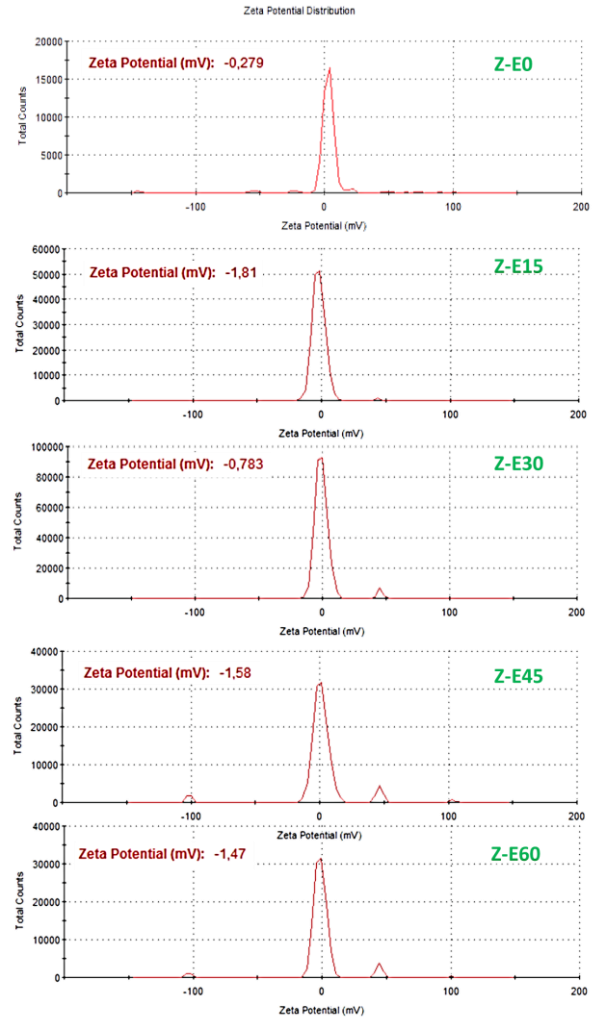 Zeta Potential Distribution
20000
Zeta Potential (mV): -0,279
Z-E0
15000
Total Counts
10000
5000
0
-100
0
100
200
Zeta Potential (mV)
60000
Zeta Potential (mV): -1,81
Z-E15
50000
40000
Total Counts
30000
20000
10000
0
-100
0
100
200
Zeta Potential (mV)
100000
Zeta Potential (mV): -0,783
Z-E30
80000
Total Counts
60000
40000
20000
0
-100
0
100
200
Zeta Potential (mV)
40000
Zeta Potential (mV): -1,58
Z-E45
30000
Total Counts
20000
10000
0
-100
0
100
200
Zeta Potential (mV)
40000
Zeta Potential (mV): -1,47
Z-E60
30000
Total Counts
20000
10000
0
-100
0
100
200
Zeta Potential (mV)